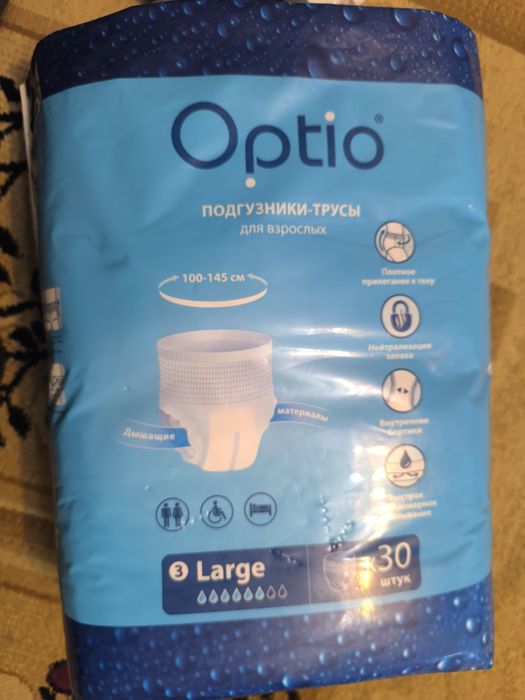 Optio®
ПОДГУЗНИКИ-ТРУСЫ
для взрослых
100-145 см
Плотное
прилегание к телу
Нейтрализация
запаха
Внутренние
бортики
Дышащие
материалы
Быстрое
3 Large
30
штук